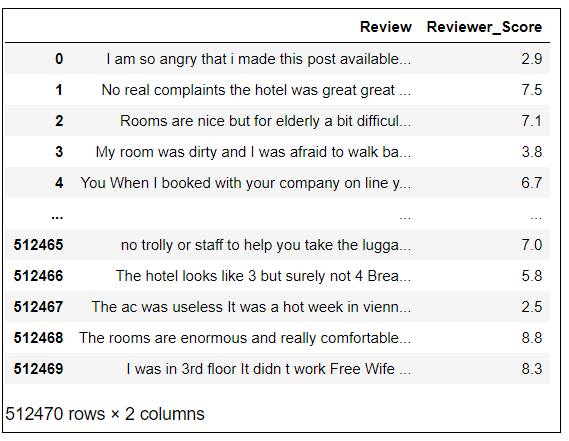 Review Reviewer_Score
0 I am so angry that i made this post available... 2.9
1 No real complaints the hotel was great great ... 7.5
2 Rooms are nice but for elderly a bit difficul... 7.1
3 My room was dirty and I was afraid to walk ba... 3.8
4 You When I booked with your company on line y... 6.7
... ... ...
512465 no trolly or staff to help you take the lugga... 7.0
512466 The hotel looks like 3 but surely not 4 Brea... 5.8
512467 The ac was useless It was a hot week in vienn... 2.5
512468 The rooms are enormous and really comfortable... 8.8
512469 I was in 3rd floor It didn t work Free Wife ... 8.3
512470 rows × 2 columns